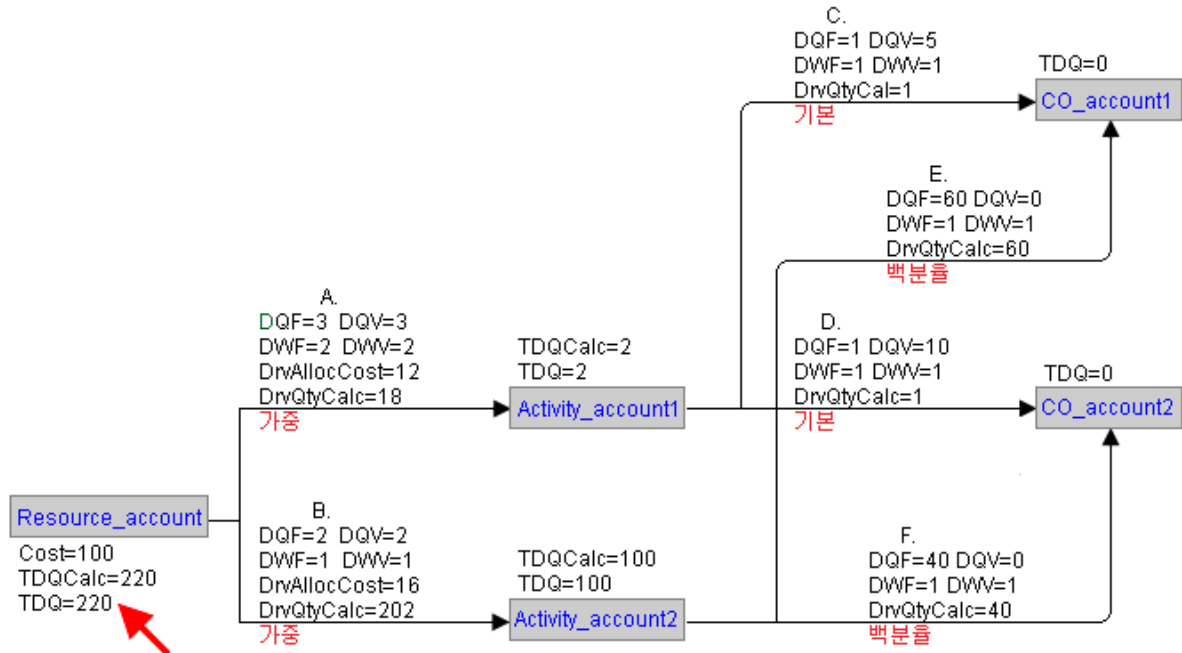 C.
DQF=1 DQV=5
DWF=1 DWV=1
DrvQtyCal=1
기본
TDQ=0
CO_account1
E.
DQF=60 DQV=0
DWF=1 DWV=1
DrvQtyCalc=60
백분율
A.
DQF=3 DQV=3
DWF=2 DWV=2
DrvAllocCost=12
DrvQtyCalc=18
가중
TDQCalc=2
TDQ=2
Activity_account1
D.
DQF=1 DQV=10
DWF=1 DWV=1
DrvQtyCalc=1
기본
TDQ=0
CO_account2
Resource_account
Cost=100
TDQCalc=220
TDQ=220
B.
DQF=2 DQV=2
DWF=1 DWV=1
DrvAllocCost=16
DrvQtyCalc=202
가중
TDQCalc=100
TDQ=100
Activity_account2
F.
DQF=40 DQV=0
DWF=1 DWV=1
DrvQtyCalc=40
백분율